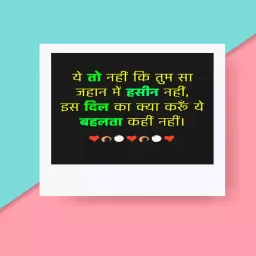 ये तो नहीं कि तुम सा
जहान में हसीन नहीं,
इस दिल का क्या करूँ ये
बहलता कहीं नहीं।